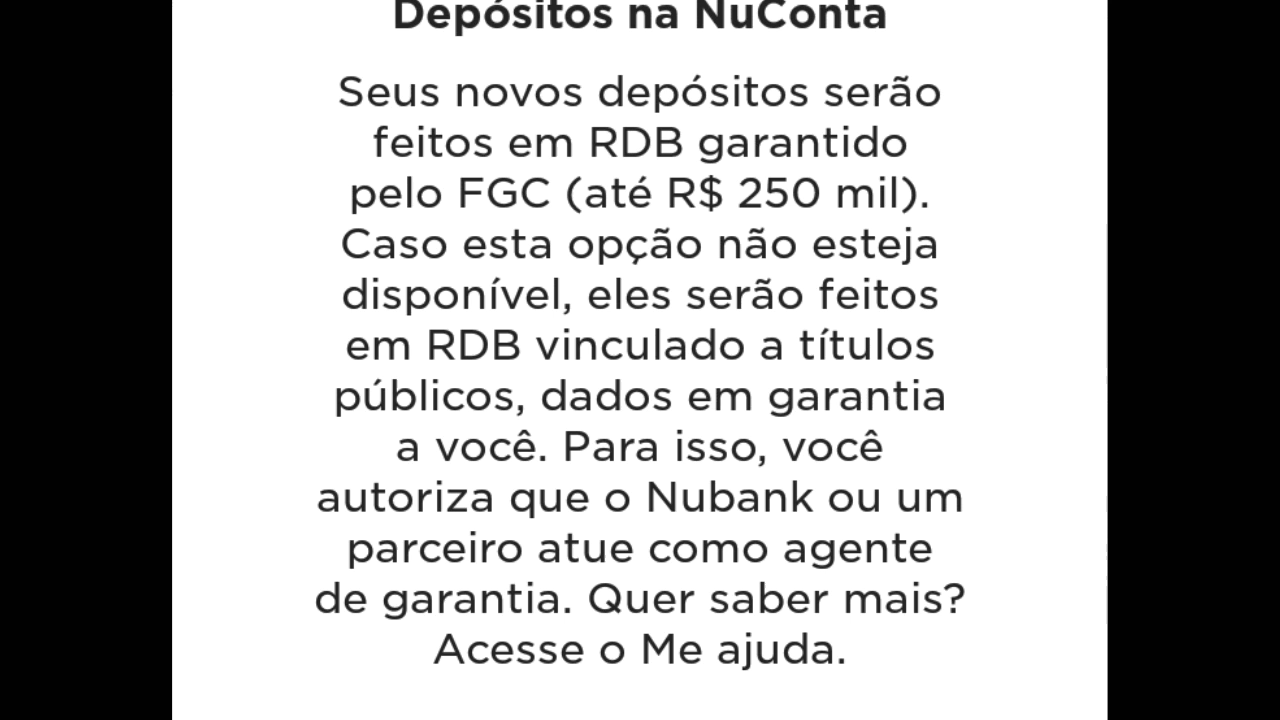 Depósitos na NuConta
Seus novos depósitos serão
feitos em RDB garantido
pelo FGC (até R$ 250 mil).
Caso esta opção não esteja
disponível, eles serão feitos
em RDB vinculado a títulos
públicos, dados em garantia
a você. Para isso, você
autoriza que o Nubank ou um
parceiro atue como agente
de garantia. Quer saber mais?
Acesse o Me ajuda.